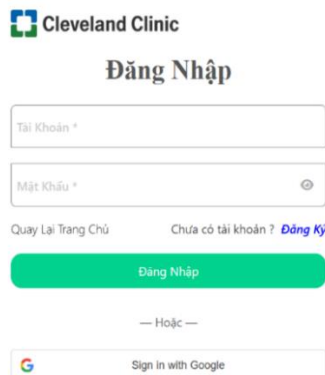 Cleveland Clinic
Đăng Nhập
Tài Khoản *
Mật Khẩu *
Quay Lại Trang Chủ Chưa có tài khoản ? Đăng Ký
Đăng Nhập
— Hoặc —
Sign in with Google